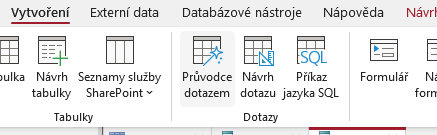 Vytvoření Externí data Databázové nástroje Nápověda
Návrh tabulky
Seznamy služby SharePoint
Průvodce dotazem
Návrh dotazu
Příkaz jazyka SQL
SQL
Formulář
Tabulky
Dotazy